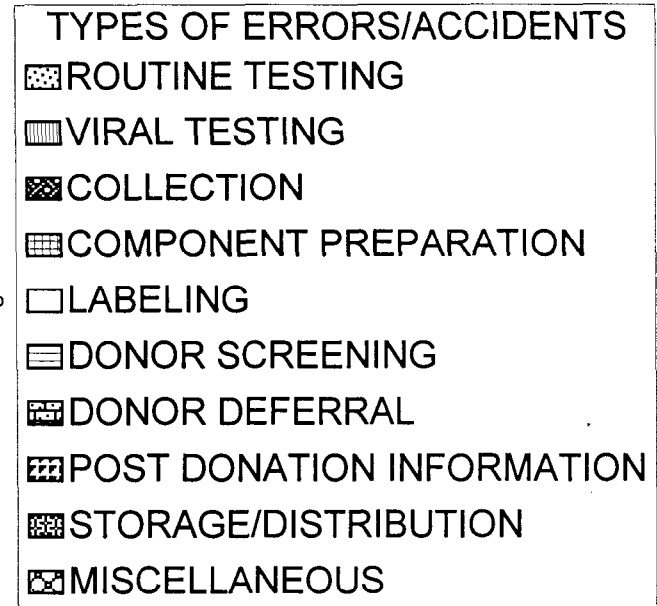 TYPES OF ERRORS/ACCIDENTS
ROUTINE TESTING
VIRAL TESTING
COLLECTION
COMPONENT PREPARATION
LABELING
DONOR SCREENING
DONOR DEFERRAL
POST DONATION INFORMATION
STORAGE/DISTRIBUTION
MISCELLANEOUS